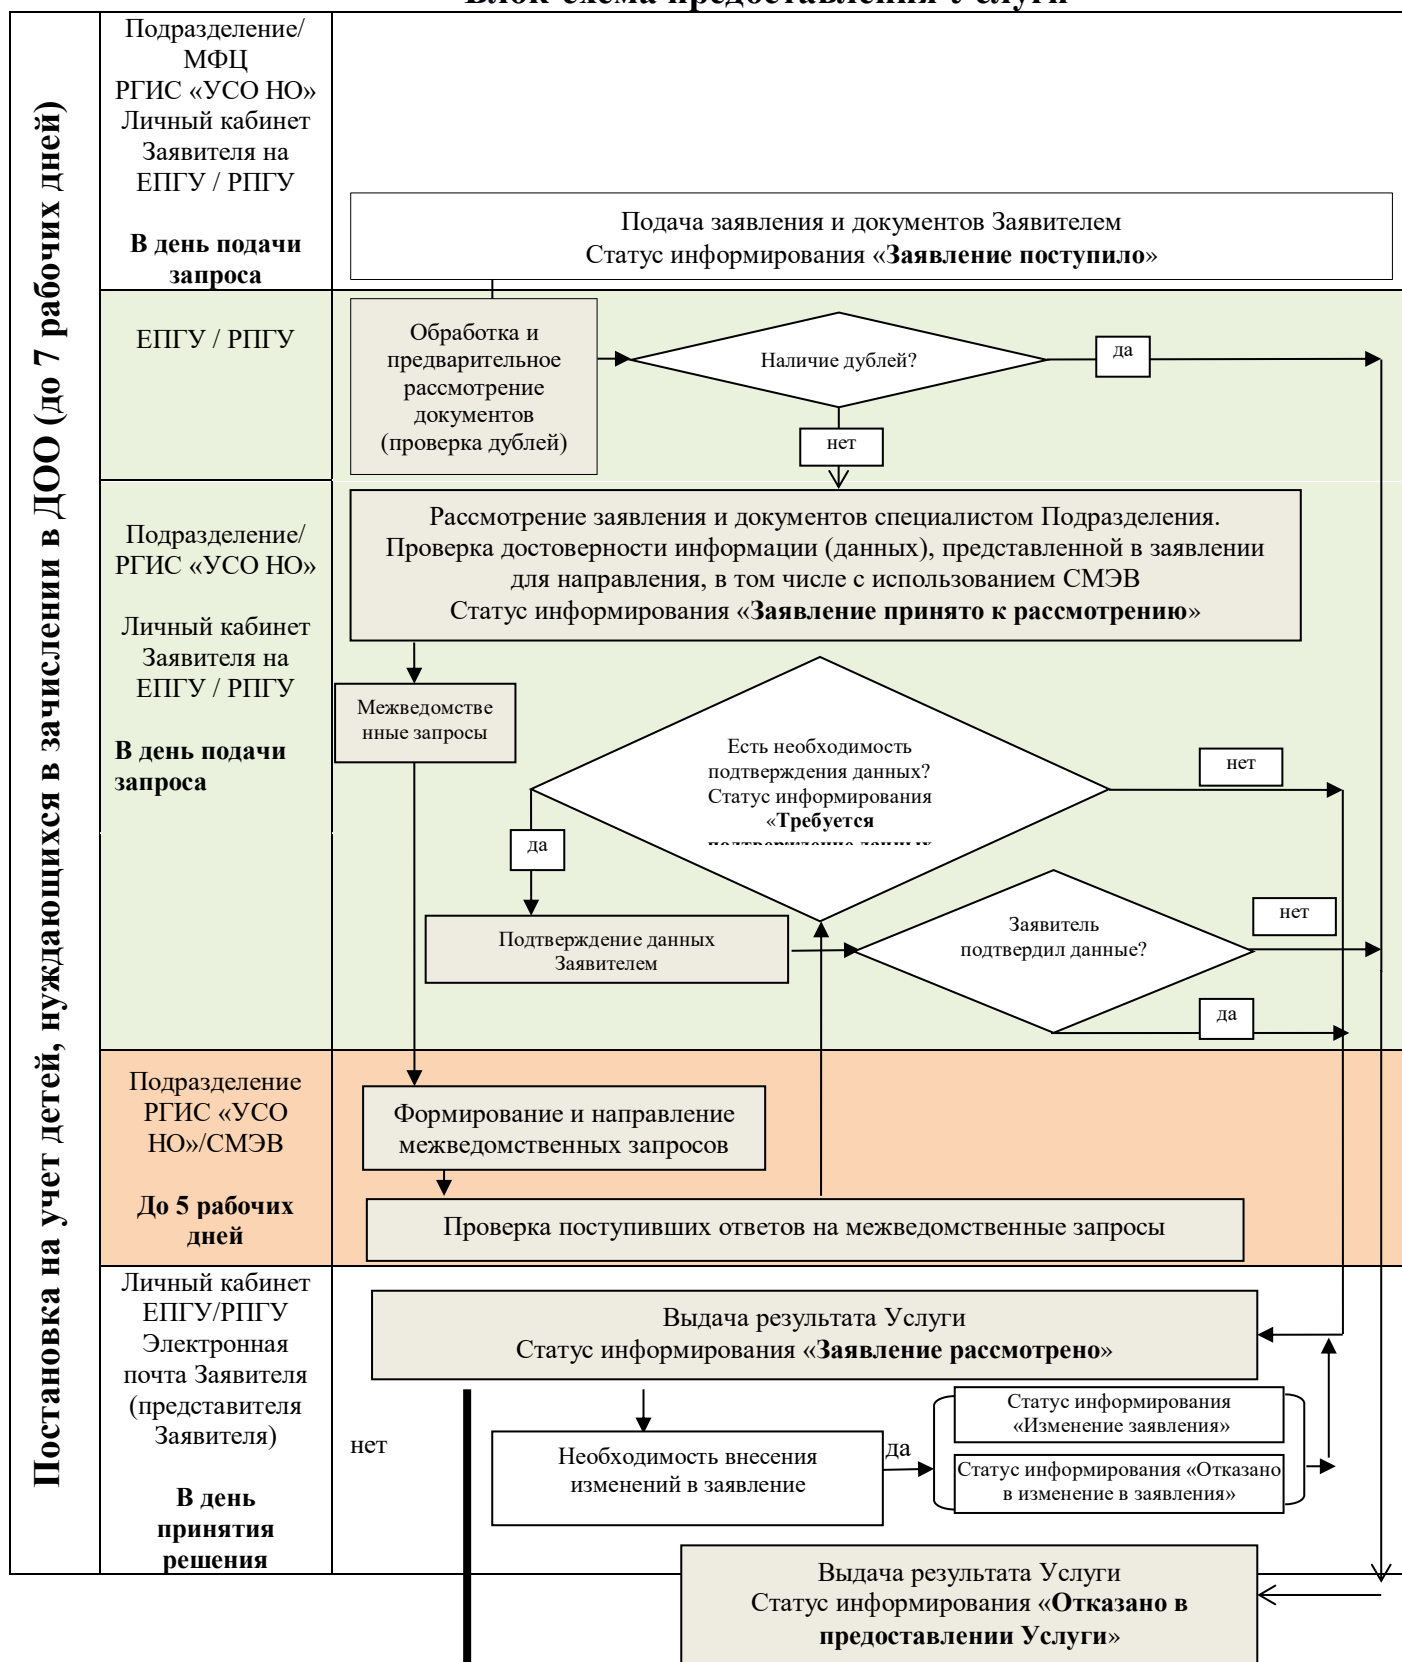 Блок-схема предоставления Услуги
Постановка на учет детей, нуждающихся в зачислении в ДОО (до 7 рабочих дней)
Подразделение/
МФЦ
РГИС «УСО НО»
Личный кабинет
Заявителя на
ЕПГУ / РПГУ
В день подачи
запроса
Подача заявления и документов Заявителем
Статус информирования «Заявление поступило»
ЕПГУ / РПГУ
Обработка и
предварительное
рассмотрение
документов
(проверка дублей)
Наличие дублей?
да
нет
Подразделение/
РГИС «УСО НО»
Личный кабинет
Заявителя на
ЕПГУ / РПГУ
В день подачи
запроса
Рассмотрение заявления и документов специалистом Подразделения.
Проверка достоверности информации (данных), представленной в заявлении
для направления, в том числе с использованием СМЭВ
Статус информирования «Заявление принято к рассмотрению»
Межведомстве
нные запросы
Есть необходимость
подтверждения данных?
Статус информирования
«Требуется
подтверждение данных
нет
да
Подтверждение данных
Заявителем
Заявитель
подтвердил данные?
нет
да
Подразделение
РГИС «УСО
НО»/СМЭВ
До 5 рабочих
дней
Формирование и направление
межведомственных запросов
Проверка поступивших ответов на межведомственные запросы
Личный кабинет
ЕПГУ/РПГУ
Электронная
почта Заявителя
(представителя
Заявителя)
В день
принятия
решения
Выдача результата Услуги
Статус информирования «Заявление рассмотрено»
нет
Необходимость внесения
изменений в заявление
да
Статус информирования
«Изменение заявления»
Статус информирования «Отказано
в изменение в заявления»
Выдача результата Услуги
Статус информирования «Отказано в
предоставлении Услуги»